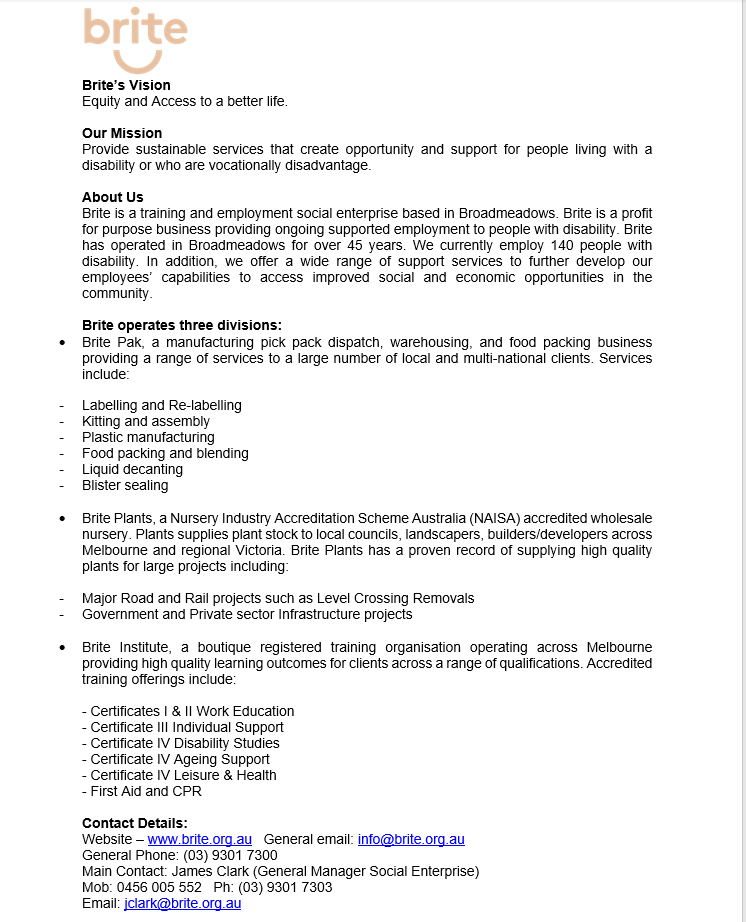 brite
Brite's Vision
Equity and Access to a better life.
Our Mission
Provide sustainable services that create opportunity and support for people living with a
disability or who are vocationally disadvantage.
About Us
Brite is a training and employment social enterprise based in Broadmeadows. Brite is a profit
for purpose business providing ongoing supported employment to people with disability. Brite
has operated in Broadmeadows for over 45 years. We currently employ 140 people with
disability. In addition, we offer a wide range of support services to further develop our
employees' capabilities to access improved social and economic opportunities in the
community.
Brite operates three divisions:
• Brite Pak, a manufacturing pick pack dispatch, warehousing, and food packing business
providing a range of services to a large number of local and multi-national clients. Services
include:
- Labelling and Re-labelling
- Kitting and assembly
- Plastic manufacturing
- Food packing and blending
- Liquid decanting
- Blister sealing
• Brite Plants, a Nursery Industry Accreditation Scheme Australia (NAISA) accredited wholesale
nursery. Plants supplies plant stock to local councils, landscapers, builders/developers across
Melbourne and regional Victoria. Brite Plants has a proven record of supplying high quality
plants for large projects including:
- Major Road and Rail projects such as Level Crossing Removals
- Government and Private sector Infrastructure projects
• Brite Institute, a boutique registered training organisation operating across Melbourne
providing high quality learning outcomes for clients across a range of qualifications. Accredited
training offerings include:
- Certificates I & II Work Education
- Certificate III Individual Support
- Certificate IV Disability Studies
- Certificate IV Ageing Support
- Certificate IV Leisure & Health
- First Aid and CPR
Contact Details:
Website – www.brite.org.au General email: info@brite.org.au
General Phone: (03) 9301 7300
Main Contact: James Clark (General Manager Social Enterprise)
Mob: 0456 005 552 Ph: (03) 9301 7303
Email: jclark@brite.org.au